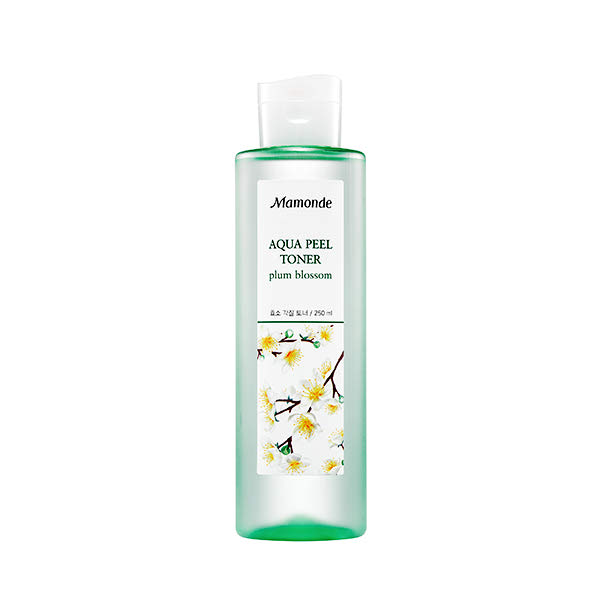 Mamonde
AQUA PEEL
TONER
plum blossom
효소 각질 토너 / 250 ml